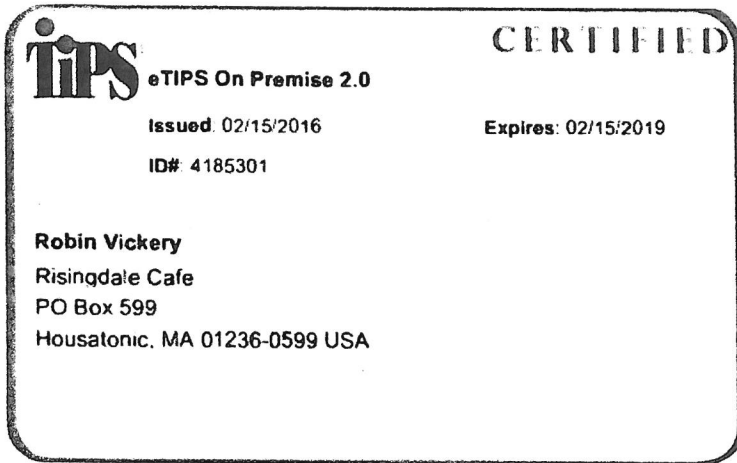 TiPS
CERTIFIED
eTIPS On Premise 2.0
Issued: 02/15/2016 Expires: 02/15/2019
ID#: 4185301
Robin Vickery
Risingdale Cafe
PO Box 599
Housatonic, MA 01236-0599 USA